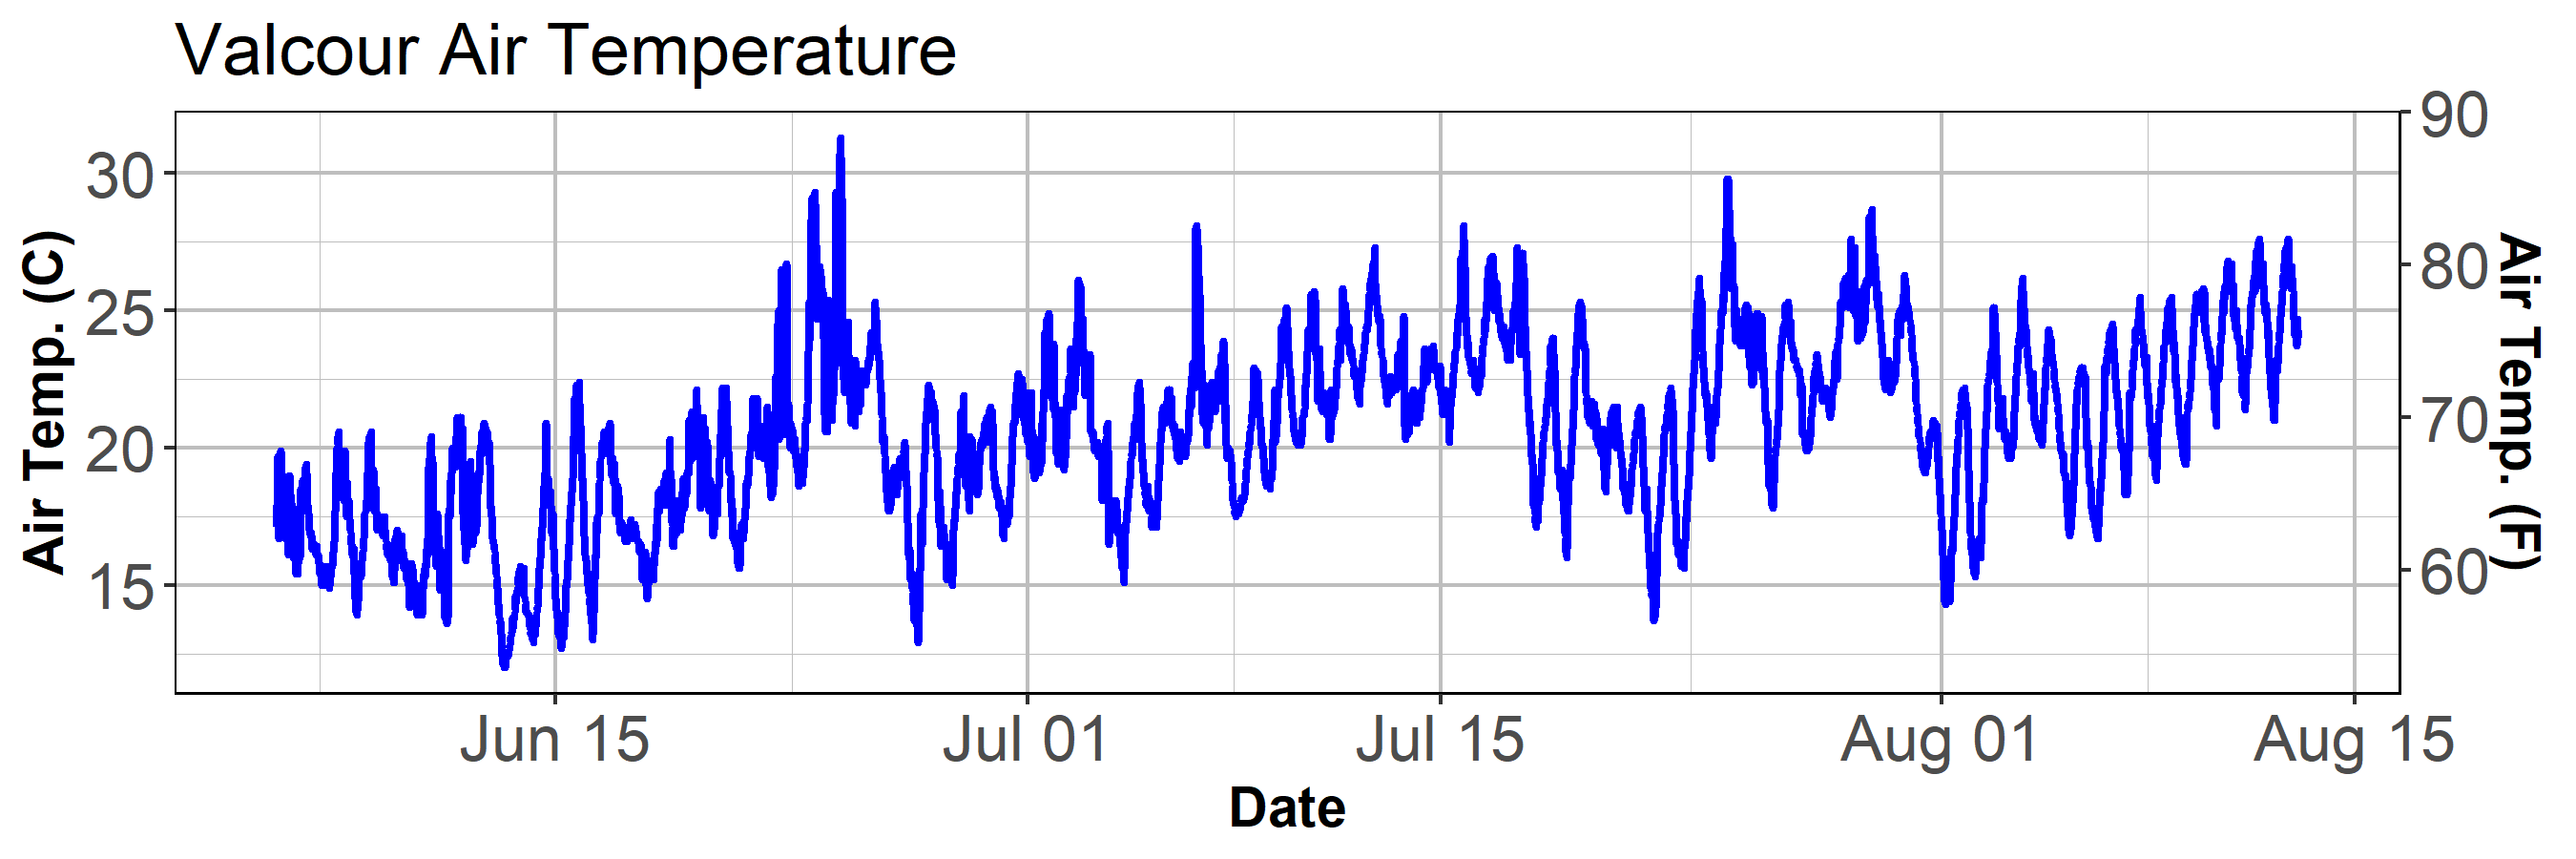 Valcour Air Temperature
90
30
80
25
70
20
60
15
Air Temp. (C)
Air Temp. (F)
Jun 15
Jul 01
Jul 15
Aug 01
Aug 15
Date